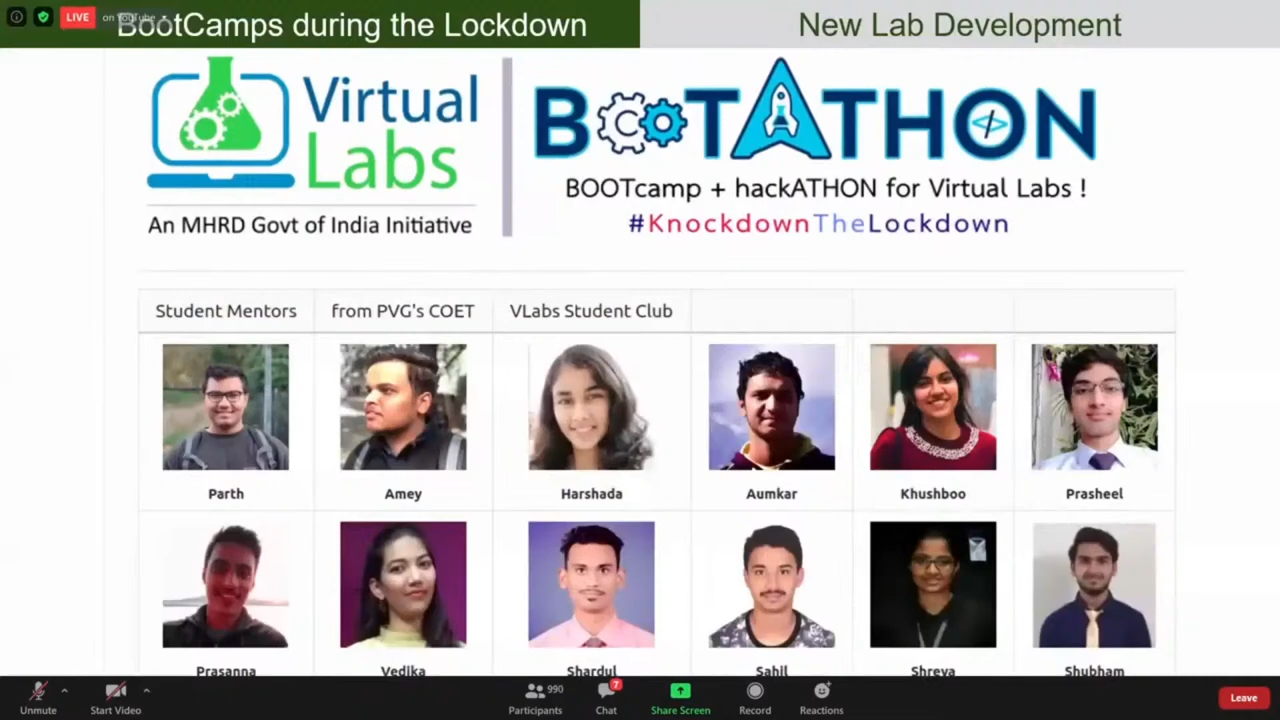 LIVE on YouTube
BootCamps during the Lockdown
New Lab Development
Virtual
Labs
An MHRD Govt of India Initiative
BOOTATHON
BOOTcamp + hackATHON for Virtual Labs !
#KnockdownTheLockdown
Student Mentors from PVG's COET VLabs Student Club
Parth Amey Harshada Aumkar Khushboo Prasheel
Prasanna Vedika Shardul Sahil Shreya Shubham
990 7
Unmute Start Video Participants Chat Share Screen Record Reactions Leave